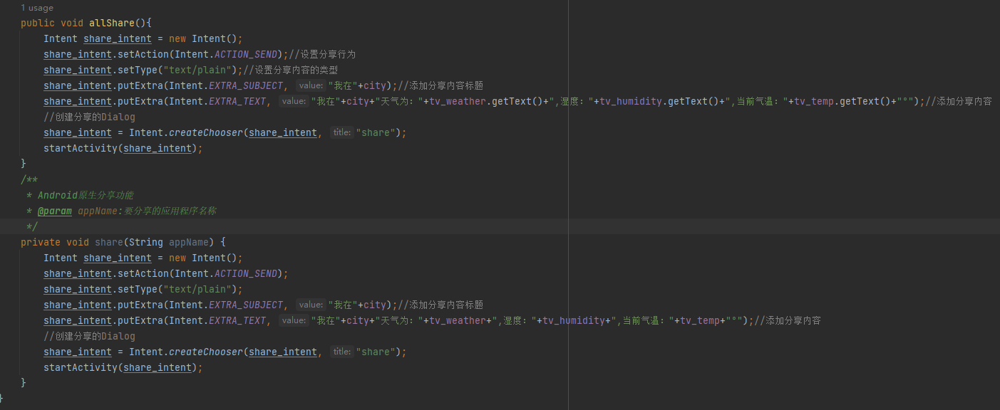 1 usage
public void allShare(){
Intent share_intent = new Intent();
share_intent.setAction(Intent.ACTION_SEND);//设置分享行为
share_intent.setType("text/plain");//设置分享内容的类型
share_intent.putExtra(Intent.EXTRA_SUBJECT, value: "我在"+city);//添加分享内容标题
share_intent.putExtra(Intent.EXTRA_TEXT, value: "我在"+city+"天气为："+tv_weather.getText()+",湿度："+tv_humidity.getText()+",当前气温："+tv_temp.getText()+"°");//添加分享内容
//创建分享的Dialog
share_intent = Intent.createChooser(share_intent, title: "share");
startActivity(share_intent);
}
/**
* Android原生分享功能
* @param appName:要分享的应用程序名称
*/
private void share(String appName) {
Intent share_intent = new Intent();
share_intent.setAction(Intent.ACTION_SEND);
share_intent.setType("text/plain");
share_intent.putExtra(Intent.EXTRA_SUBJECT, value: "我在"+city);//添加分享内容标题
share_intent.putExtra(Intent.EXTRA_TEXT, value: "我在"+city+"天气为："+tv_weather+",湿度："+tv_humidity+",当前气温："+tv_temp+"°");//添加分享内容
//创建分享的Dialog
share_intent = Intent.createChooser(share_intent, title: "share");
startActivity(share_intent);
}
}